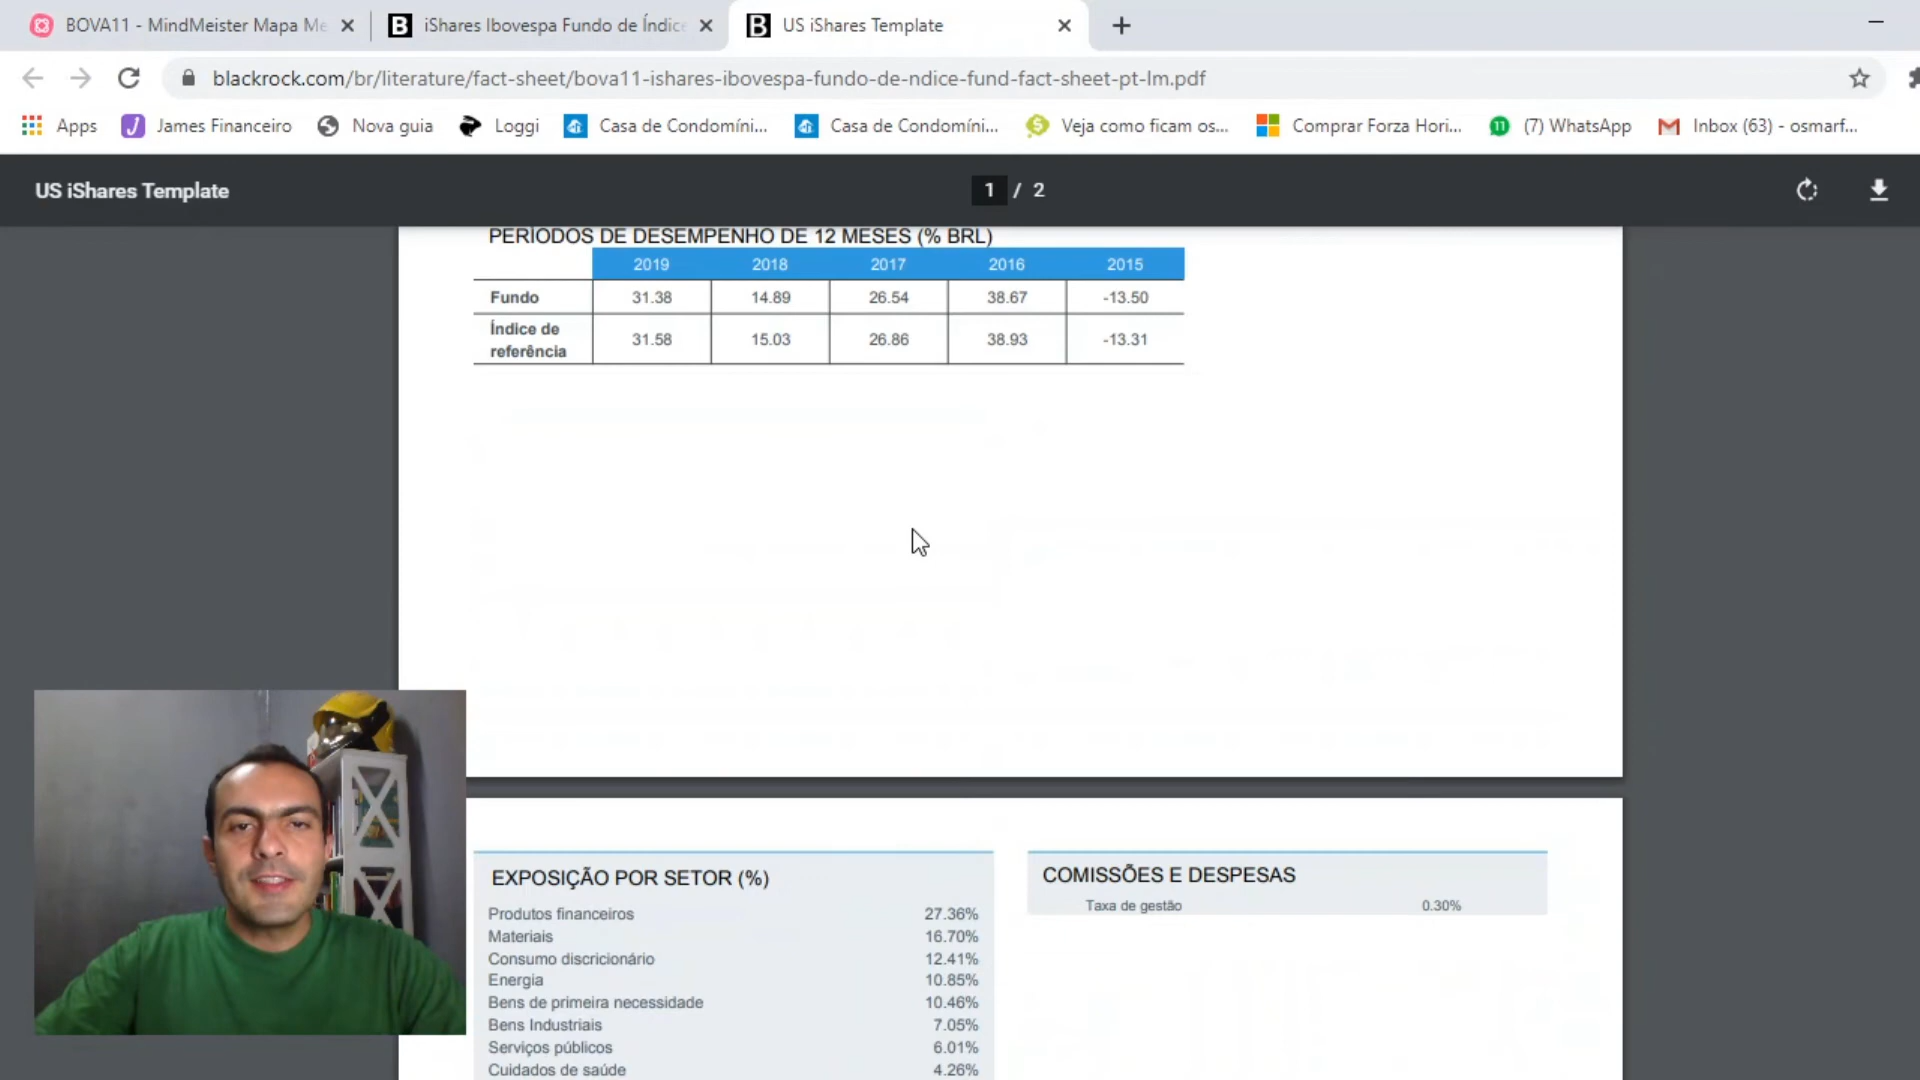 BOVA11 - MindMeister Mapa Me
iShares Ibovespa Fundo de Índice
US iShares Template
blackrock.com/br/literature/fact-sheet/bova11-ishares-ibovespa-fundo-de-ndice-fund-fact-sheet-pt-lm.pdf
Apps
James Financeiro
Nova guia
Loggi
Casa de Condomíni...
Casa de Condomíni...
Veja como ficam os...
Comprar Forza Hori...
11
(7) WhatsApp
Inbox (63) - osmarf...
US iShares Template
1 / 2
PERÍODOS DE DESEMPENHO DE 12 MESES (% BRL)
2019 2018 2017 2016 2015
Fundo 31.38 14.89 26.54 38.67 -13.50
Índice de
referência 31.58 15.03 26.86 38.93 -13.31
EXPOSIÇÃO POR SETOR (%)
Produtos financeiros 27.36%
Materiais 16.70%
Consumo discricionário 12.41%
Energia 10.85%
Bens de primeira necessidade 10.46%
Bens Industriais 7.05%
Serviços públicos 6.01%
Cuidados de saúde 4.26%
COMISSÕES E DESPESAS
Taxa de gestão 0.30%